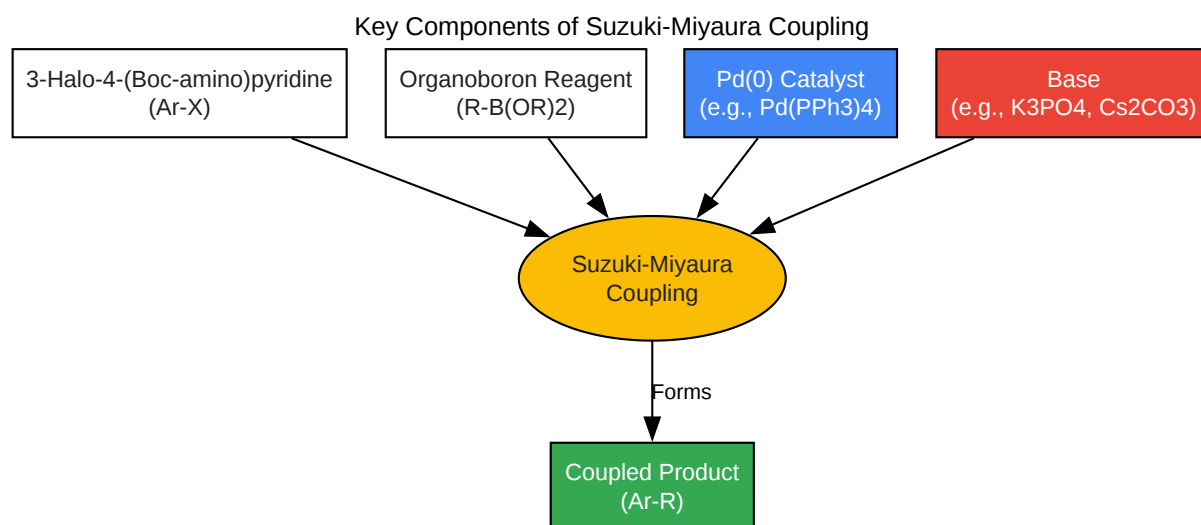 Key Components of Suzuki-Miyaura Coupling
3-Halo-4-(Boc-amino)pyridine
(Ar-X)
Organoboron Reagent
(R-B(OR)2)
Pd(0) Catalyst
(e.g., Pd(PPh3)4)
Base
(e.g., K3PO4, Cs2CO3)
Suzuki-Miyaura
Coupling
Forms
Coupled Product
(Ar-R)